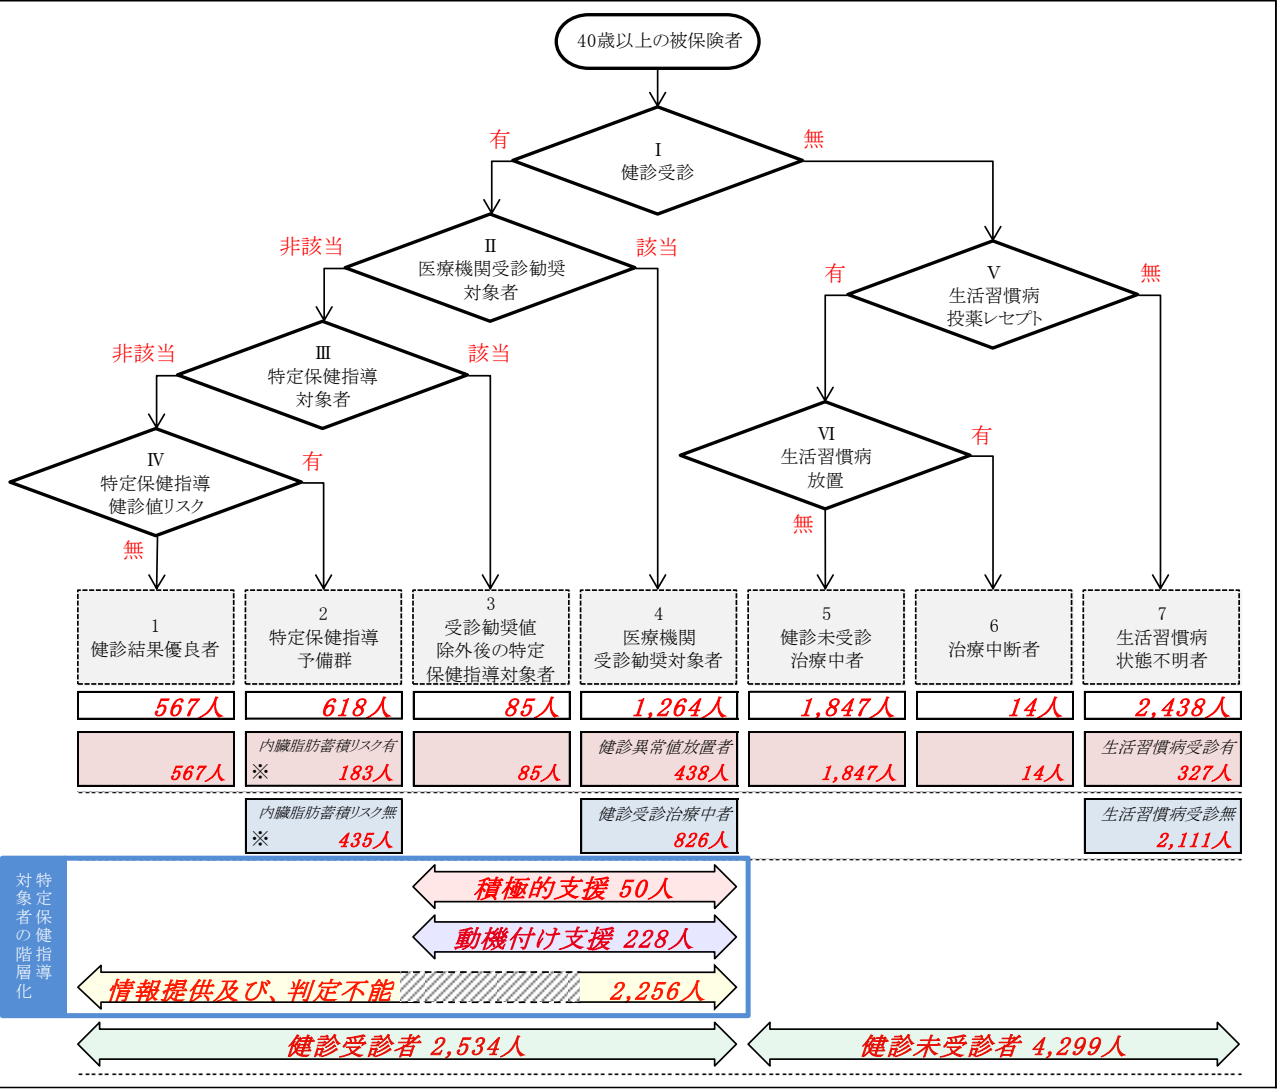 40歳以上の被保険者
有
Ⅰ
健診受診
無
非該当
Ⅱ
医療機関受診勧奨
対象者
該当
有
Ⅴ
生活習慣病
投薬レセプト
無
非該当
Ⅲ
特定保健指導
対象者
該当
Ⅳ
特定保健指導
健診値リスク
有
無
Ⅵ
生活習慣病
放置
有
無
1
健診結果優良者
2
特定保健指導
予備群
3
受診勧奨値
除外後の特定
保健指導対象者
4
医療機関
受診勧奨対象者
5
健診未受診
治療中者
6
治療中断者
7
生活習慣病
状態不明者
567人
618人
85人
1,264人
1,847人
14人
2,438人
567人
内臓脂肪蓄積リスク有
※ 183人
85人
健診異常値放置者
438人
1,847人
14人
生活習慣病受診有
327人
内臓脂肪蓄積リスク無
※ 435人
健診受診治療中者
826人
生活習慣病受診無
2,111人
特定保健指導
対象者の階層化
積極的支援 50人
動機付け支援 228人
情報提供及び、判定不能 2,256人
健診受診者 2,534人
健診未受診者 4,299人